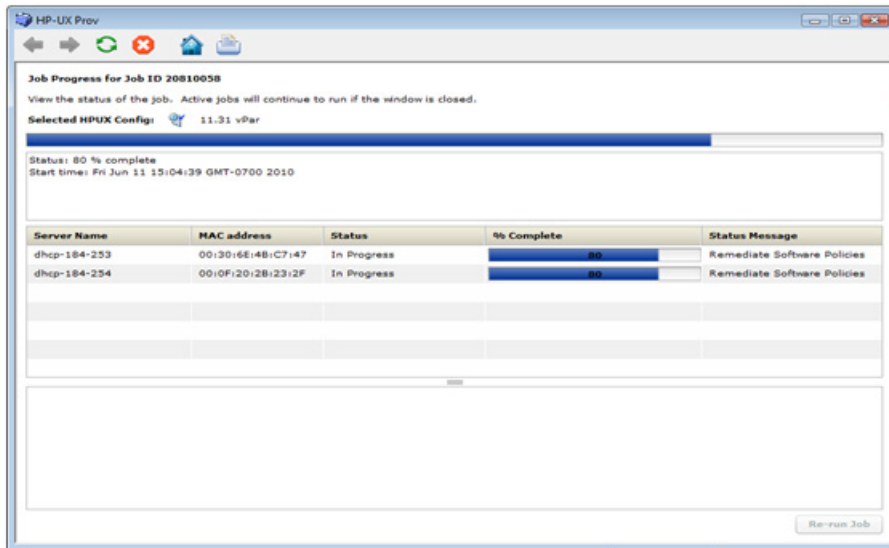 HP-UX Prov
Job Progress for Job ID 20810058
View the status of the job. Active jobs will continue to run if the window is closed.
Selected HPUX Config: 11.31 vPar
Status: 80 % complete
Start time: Fri Jun 11 15:04:39 GMT-0700 2010
Server Name MAC address Status % Complete Status Message
dhcp-184-253 00:30:6E:4B:C7:47 In Progress 80 Remediate Software Policies
dhcp-184-254 00:0F:20:2B:23:2F In Progress 80 Remediate Software Policies
Re-run Job